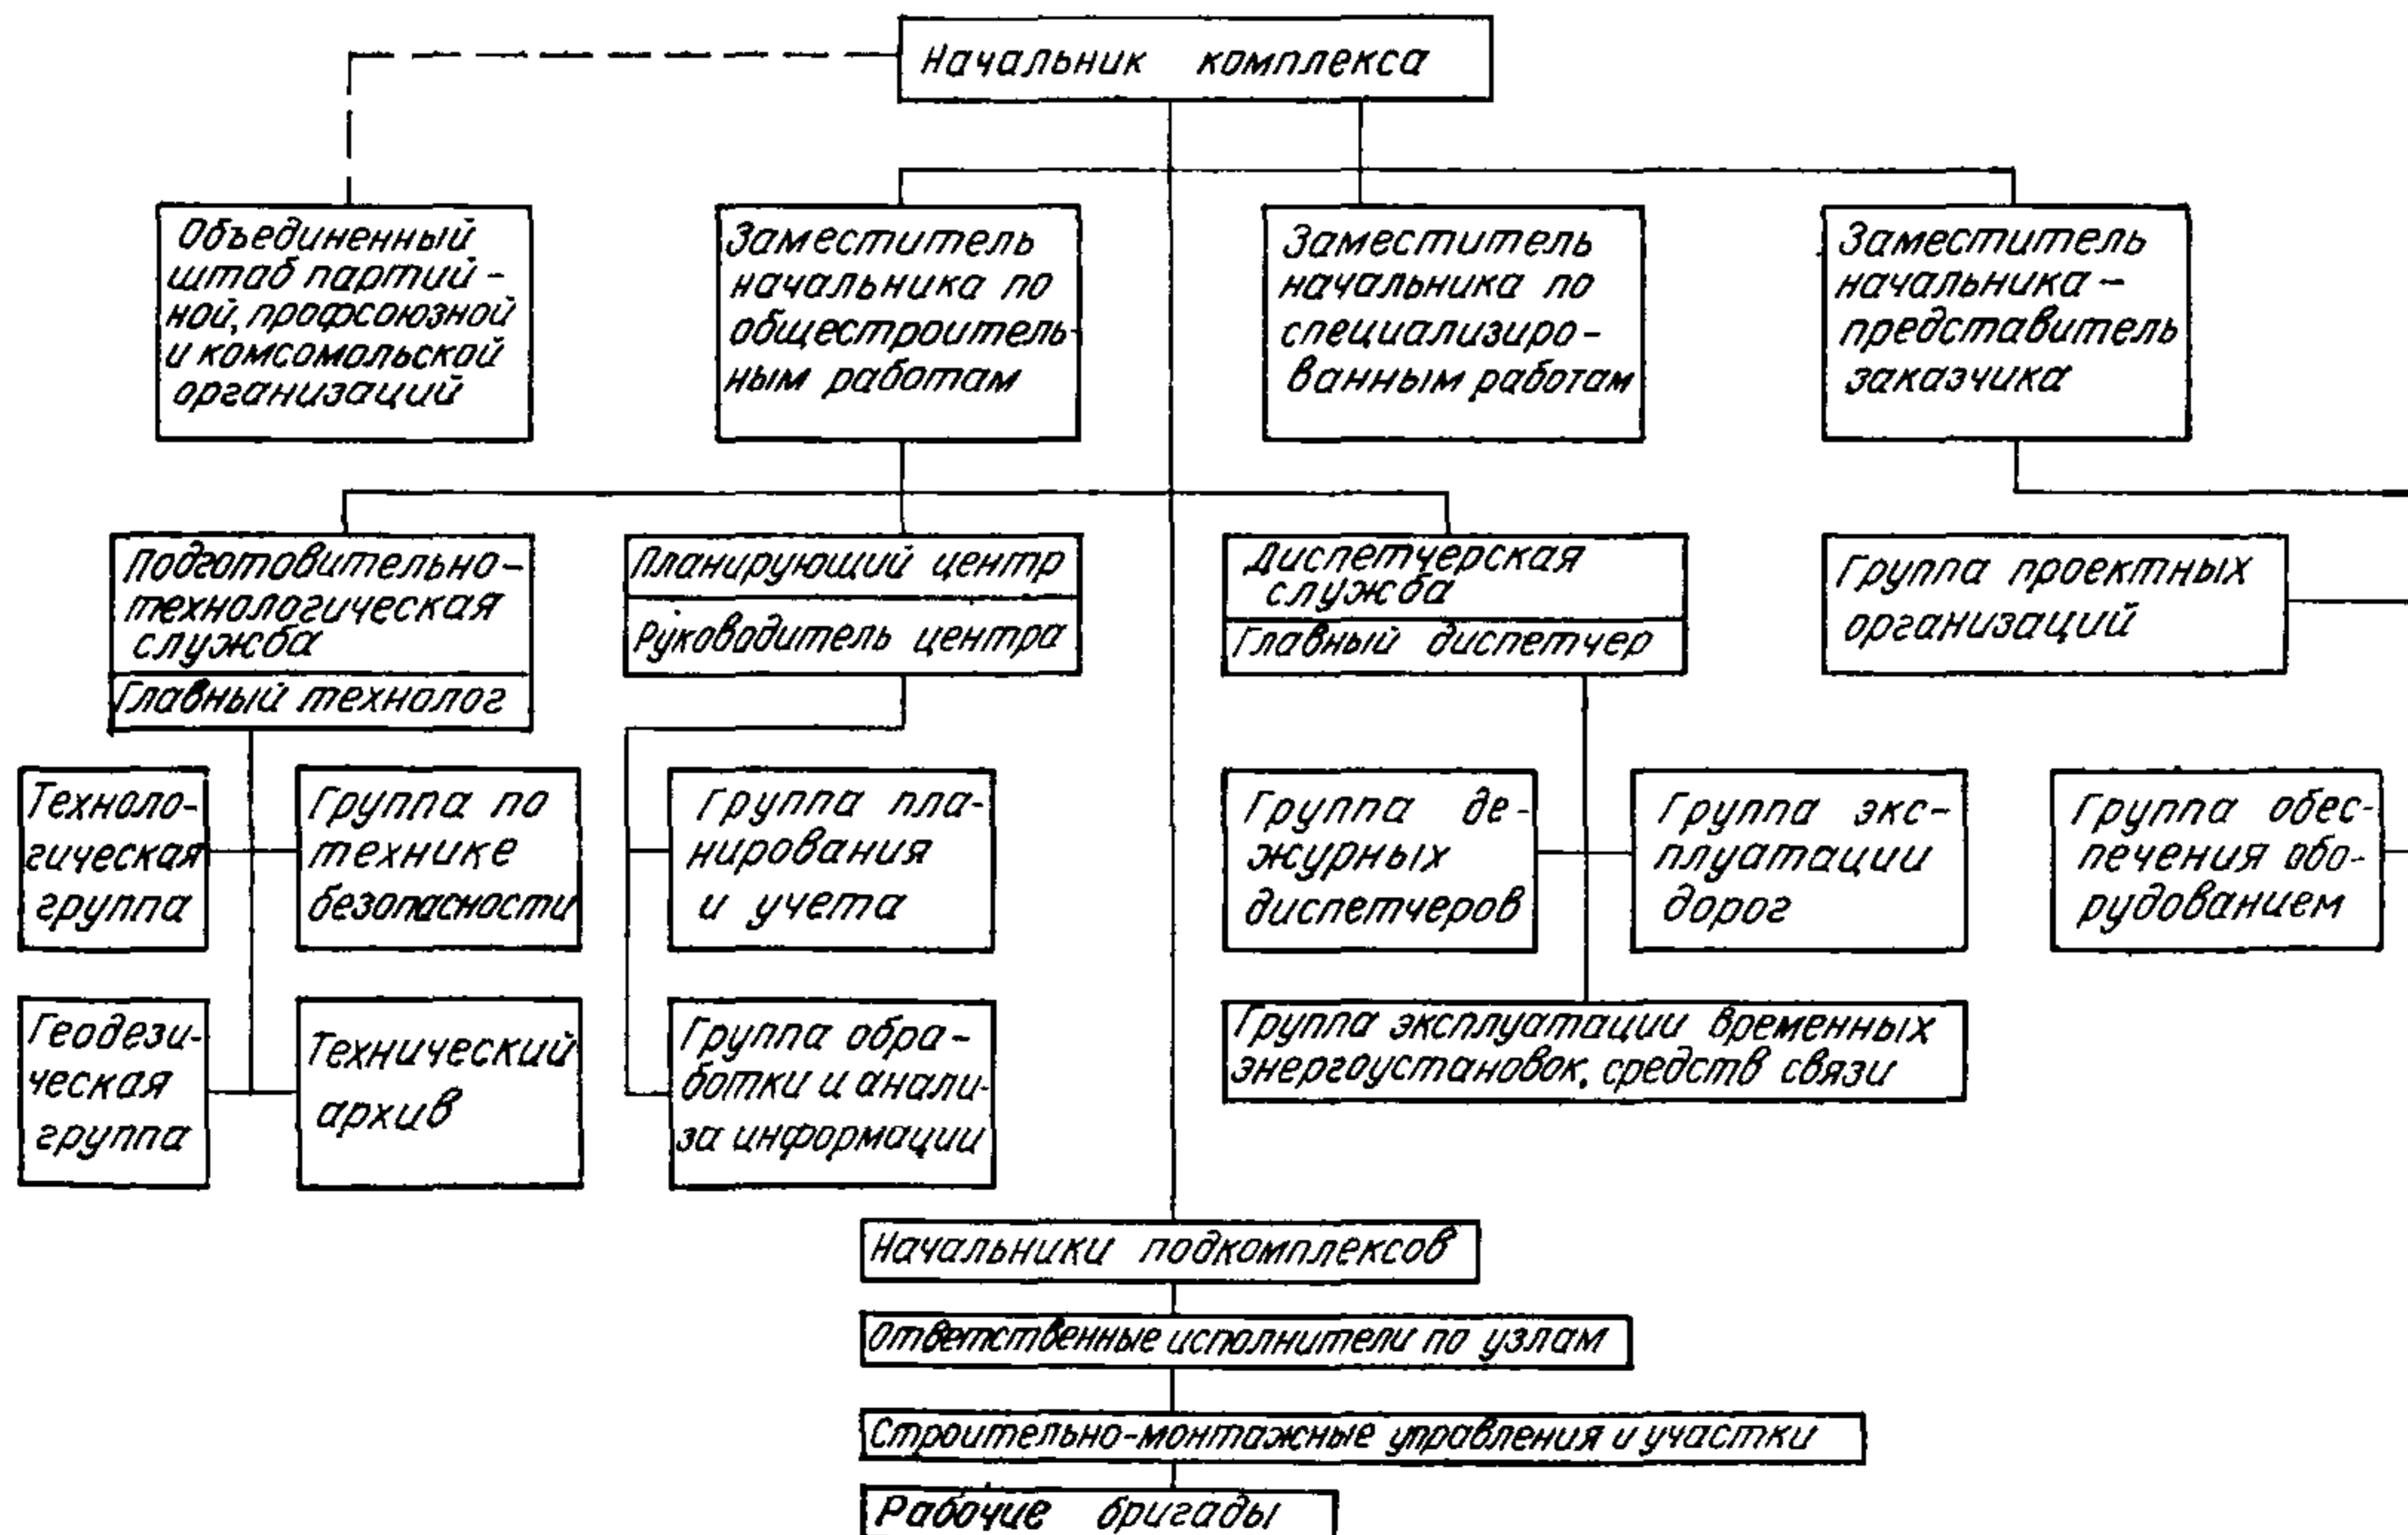 Начальник комплекса
Объединенный
штаб партий-
ной, профсоюзной
и комсомольской
организаций
Заместитель
начальника по
общестроитель-
ным работам
Заместитель
начальника по
специализиро-
ванным работам
Заместитель
начальника –
представитель
заказчика
Подготовительно-
технологическая
служба
Главный технолог
Планирующий центр
Руководитель центра
Диспетчерская
служба
Главный диспетчер
Группа проектных
организаций
Техноло-
гическая
группа
Группа по
технике
безопасности
Группа пла-
нирования
и учета
Группа де-
журных
диспетчеров
Группа экс-
плуатации
дорог
Группа обес-
печения обо-
рудованием
Геодези-
ческая
группа
Технический
архив
Группа обра-
ботки и анали-
за информации
Группа эксплуатации временных
энергоустановок, средств связи
Начальники подкомплексов
Ответственные исполнители по узлам
Строительно-монтажные управления и участки
Рабочие бригады